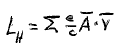 L_H = Σ e/c A̅ · v̅